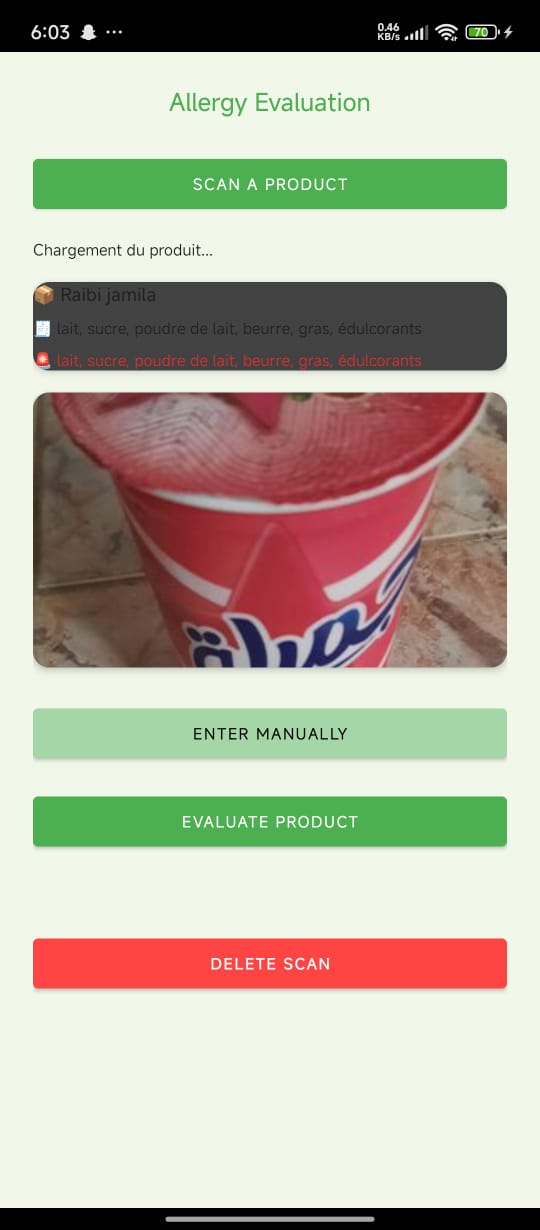 6:03
0.46
KB/s
70
Allergy Evaluation
SCAN A PRODUCT
Chargement du produit...
Raibi jamila
lait, sucre, poudre de lait, beurre, gras, édulcorants
lait, sucre, poudre de lait, beurre, gras, édulcorants
جميلة
ENTER MANUALLY
EVALUATE PRODUCT
DELETE SCAN